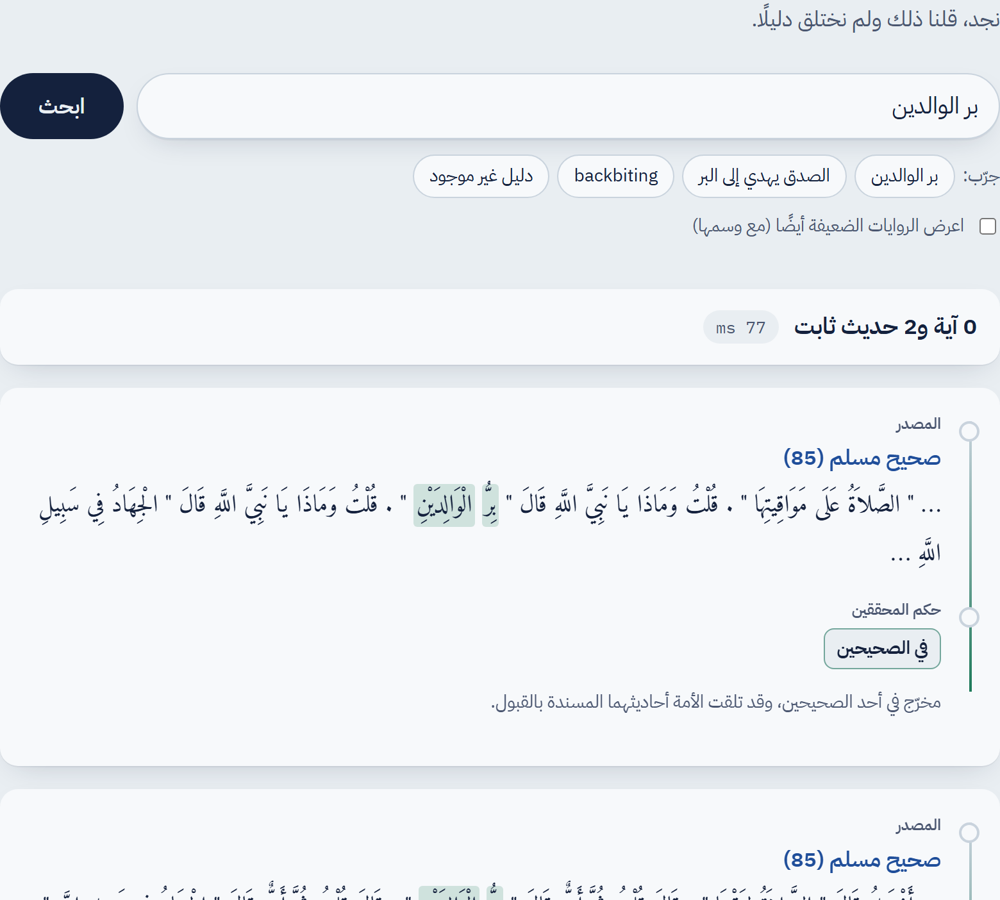 نجد، قلنا ذلك ولم نختلق دليلًا.
بر الوالدين
ابحث
جرّب: بر الوالدين الصدق يهدي إلى البر backbiting دليل غير موجود
اعرض الروايات الضعيفة أيضًا (مع وسمها)
0 آية و2 حديث ثابت 77 ms
المصدر
صحيح مسلم (85)
... " الصَّلاَةُ عَلَى مَوَاقِيتِهَا " . قُلْتُ وَمَاذَا يَا نَبِيَّ اللَّهِ قَالَ " بِرُّ الْوَالِدَيْنِ " . قُلْتُ وَمَاذَا يَا نَبِيَّ اللَّهِ قَالَ " الْجِهَادُ فِي سَبِيلِ
اللَّهِ ...
حكم المحققين
في الصحيحين
مخرّج في أحد الصحيحين، وقد تلقت الأمة أحاديثهما المسندة بالقبول.
المصدر
صحيح مسلم (85)